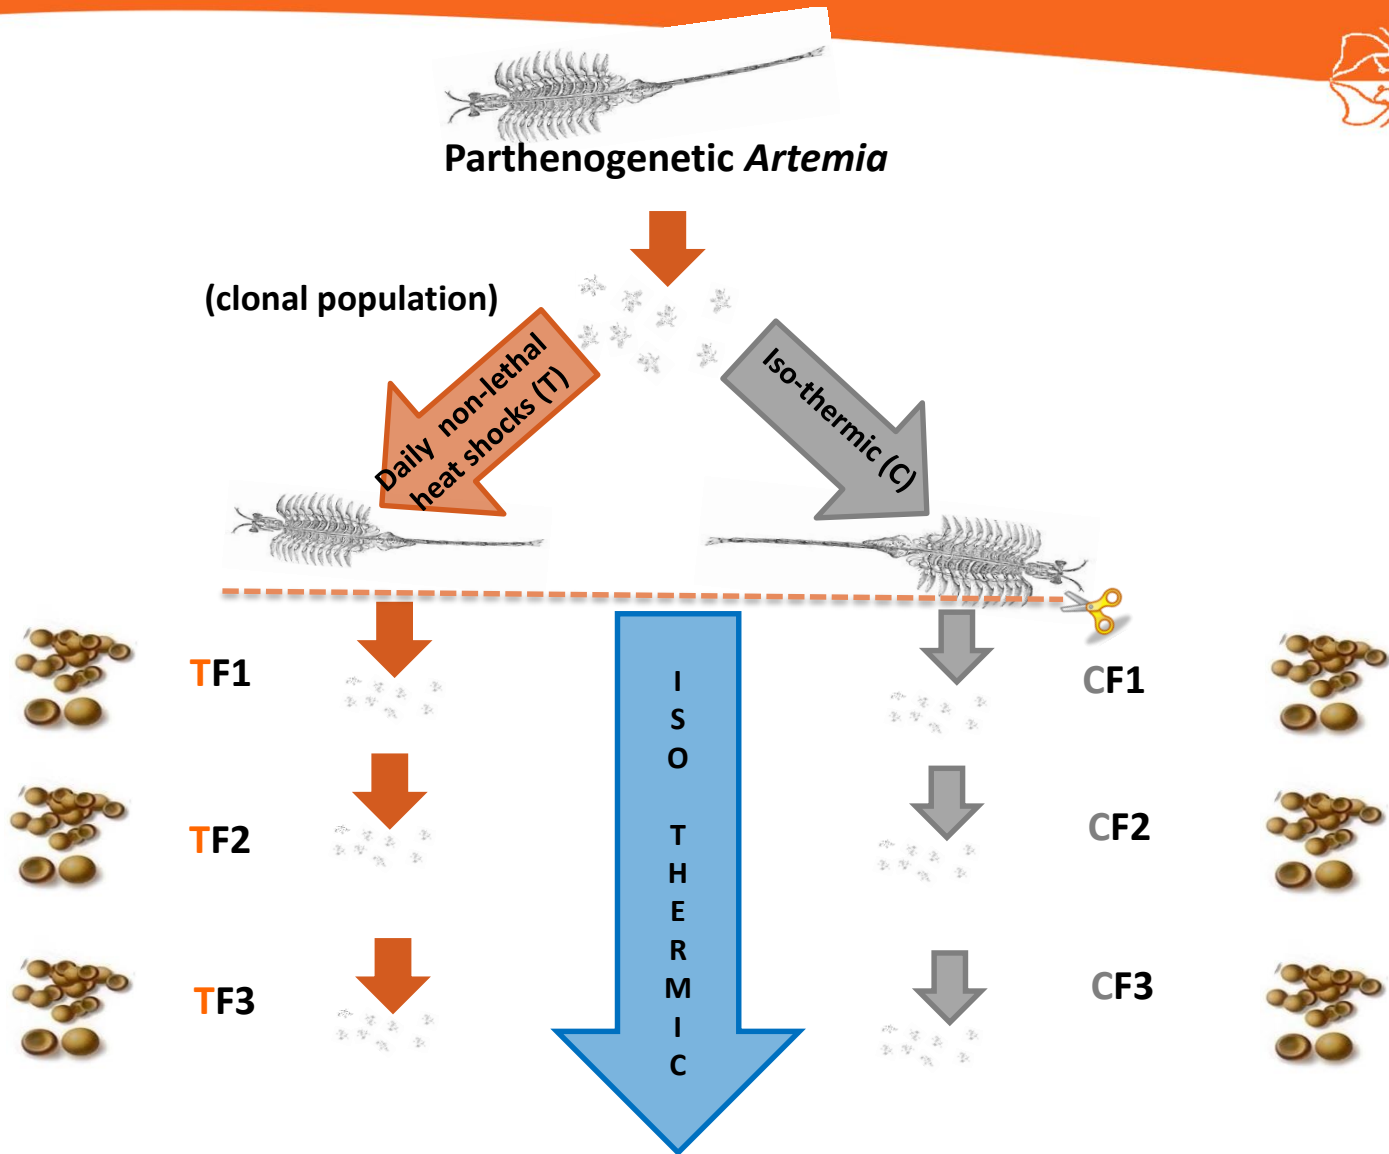 Parthenogenetic Artemia
(clonal population)
Daily non-lethal
heat shocks (T)
Iso-thermic (C)
TF1
CF1
TF2
CF2
TF3
CF3
I
S
O
T
H
E
R
M
I
C